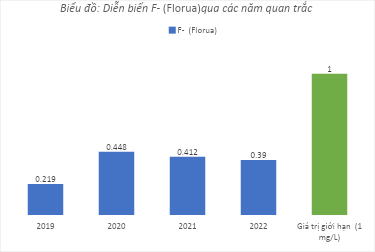 Biểu đồ: Diễn biến F- (Florua)qua các năm quan trắc
F- (Florua)
1
0.448
0.412
0.39
0.219
2019 2020 2021 2022 Giá trị giới hạn (1
mg/L)